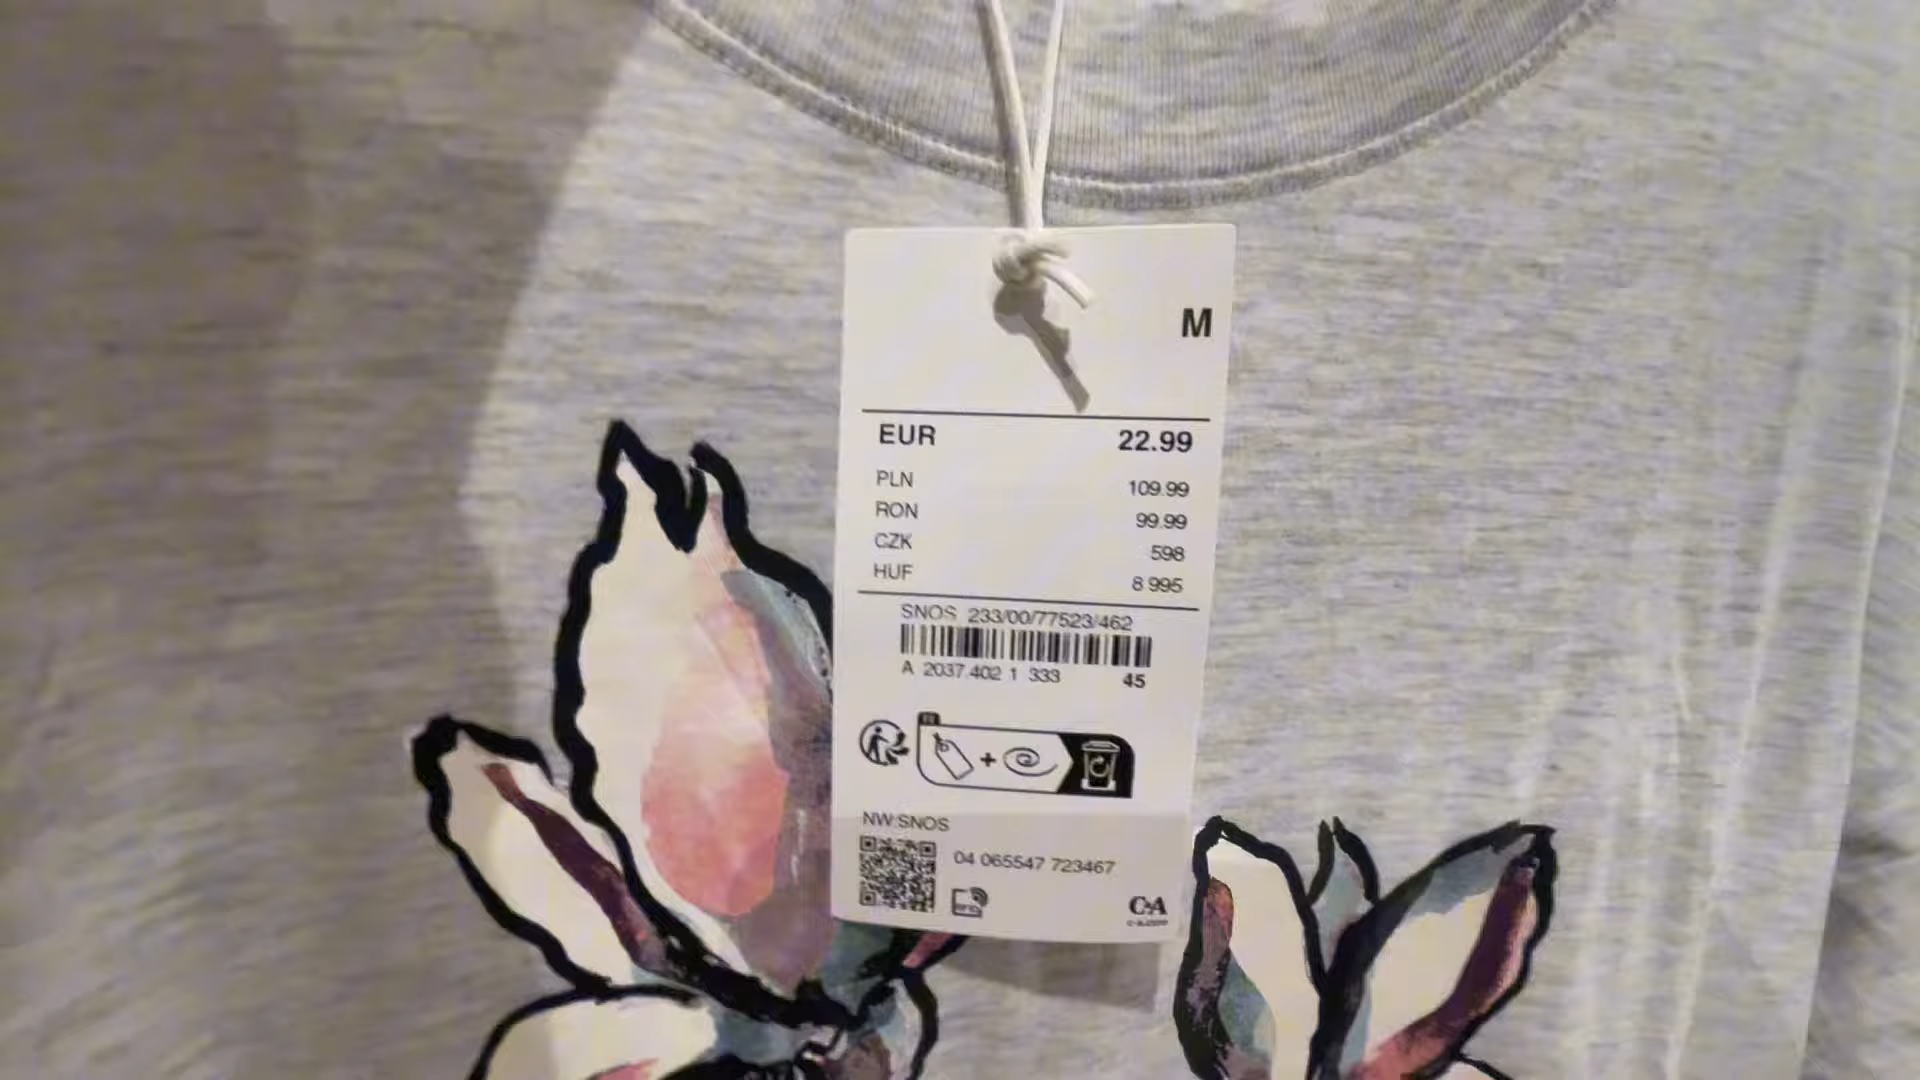 M
EUR 22.99
PLN 109.99
RON 99.99
CZK 598
HUF 8 995
SNOS 233/00/77523/462
A 2037.402 1 333 45
+
NW:SNOS
04 065547 723467
C&A